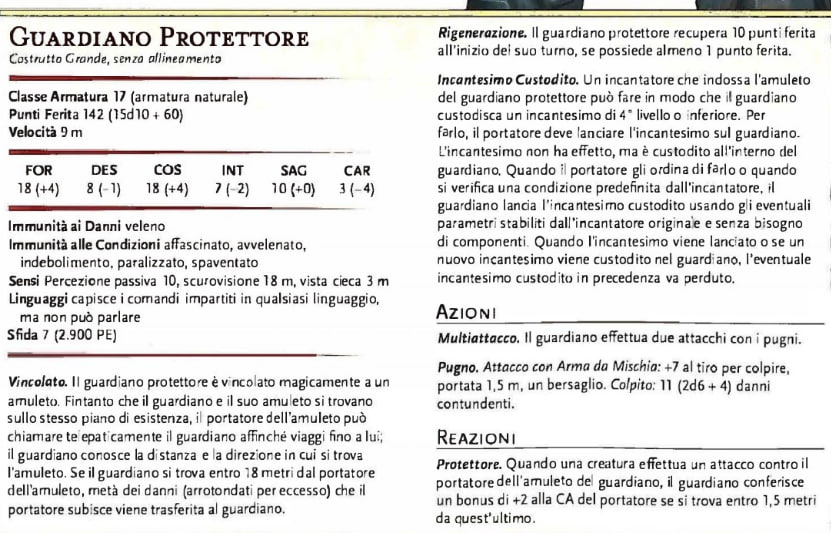 GUARDIANO PROTETTORE
Costrutto Grande, senza allineamento
Classe Armatura 17 (armatura naturale)
Punti Ferita 142 (15d10 + 60)
Velocità 9 m
FOR DES COS INT SAG CAR
18 (+4) 8 (−1) 18 (+4) 7 (−2) 10 (+0) 3 (−4)
Immunità ai Danni veleno
Immunità alle Condizioni affascinato, avvelenato,
indebolimento, paralizzato, spaventato
Sensi Percezione passiva 10, scurovisione 18 m, vista cieca 3 m
Linguaggi capisce i comandi impartiti in qualsiasi linguaggio,
ma non può parlare
Sfida 7 (2.900 PE)
Vincolato. Il guardiano protettore è vincolato magicamente a un
amuleto. Fintanto che il guardiano e il suo amuleto si trovano
sullo stesso piano di esistenza, il portatore dell'amuleto può
chiamare telepaticamente il guardiano affinché viaggi fino a lui;
il guardiano conosce la distanza e la direzione in cui si trova
l'amuleto. Se il guardiano si trova entro 18 metri dal portatore
dell'amuleto, metà dei danni (arrotondati per eccesso) che il
portatore subisce viene trasferita al guardiano.
Rigenerazione. Il guardiano protettore recupera 10 punti ferita
all'inizio del suo turno, se possiede almeno 1 punto ferita.
Incantesimo Custodito. Un incantatore che indossa l'amuleto
del guardiano protettore può fare in modo che il guardiano
custodisca un incantesimo di 4° livello o inferiore. Per
farlo, il portatore deve lanciare l'incantesimo sul guardiano.
L'incantesimo non ha effetto, ma è custodito all'interno del
guardiano. Quando il portatore gli ordina di farlo o quando
si verifica una condizione predefinita dall'incantatore, il
guardiano lancia l'incantesimo custodito usando gli eventuali
parametri stabiliti dall'incantatore originale e senza bisogno
di componenti. Quando l'incantesimo viene lanciato o se un
nuovo incantesimo viene custodito nel guardiano, l'eventuale
incantesimo custodito in precedenza va perduto.
AZIONI
Multiattacco. Il guardiano effettua due attacchi con i pugni.
Pugno. Attacco con Arma da Mischia: +7 al tiro per colpire,
portata 1,5 m, un bersaglio. Colpito: 11 (2d6 + 4) danni
contundenti.
REAZIONI
Protettore. Quando una creatura effettua un attacco contro il
portatore dell'amuleto del guardiano, il guardiano conferisce
un bonus di +2 alla CA del portatore se si trova entro 1,5 metri
da quest'ultimo.